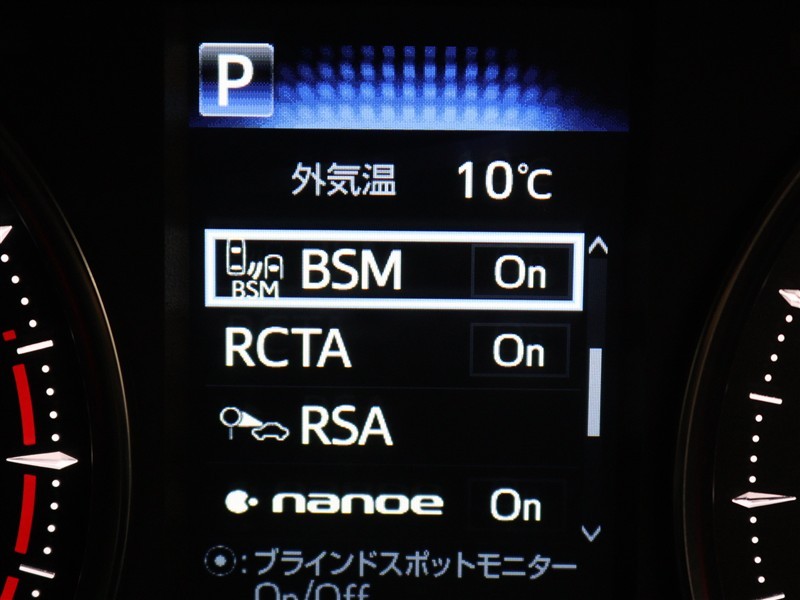 P
外気温 10℃
BSM BSM On
RCTA On
RSA
nanoe On
:ブラインドスポットモニター
On/Off